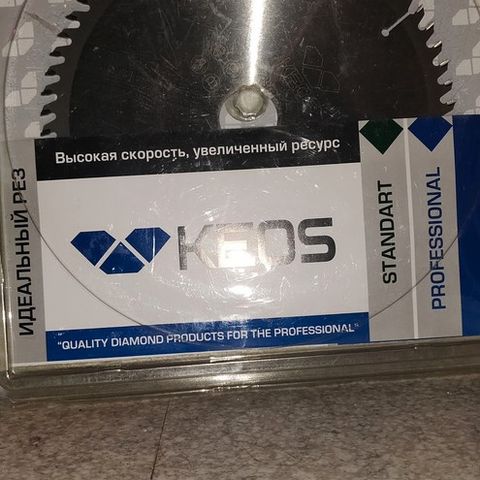 Высокая скорость, увеличенный ресурс
ИДЕАЛЬНЫЙ РЕЗ
KEOS
STANDART
PROFESSIONAL
"QUALITY DIAMOND PRODUCTS FOR THE PROFESSIONAL"